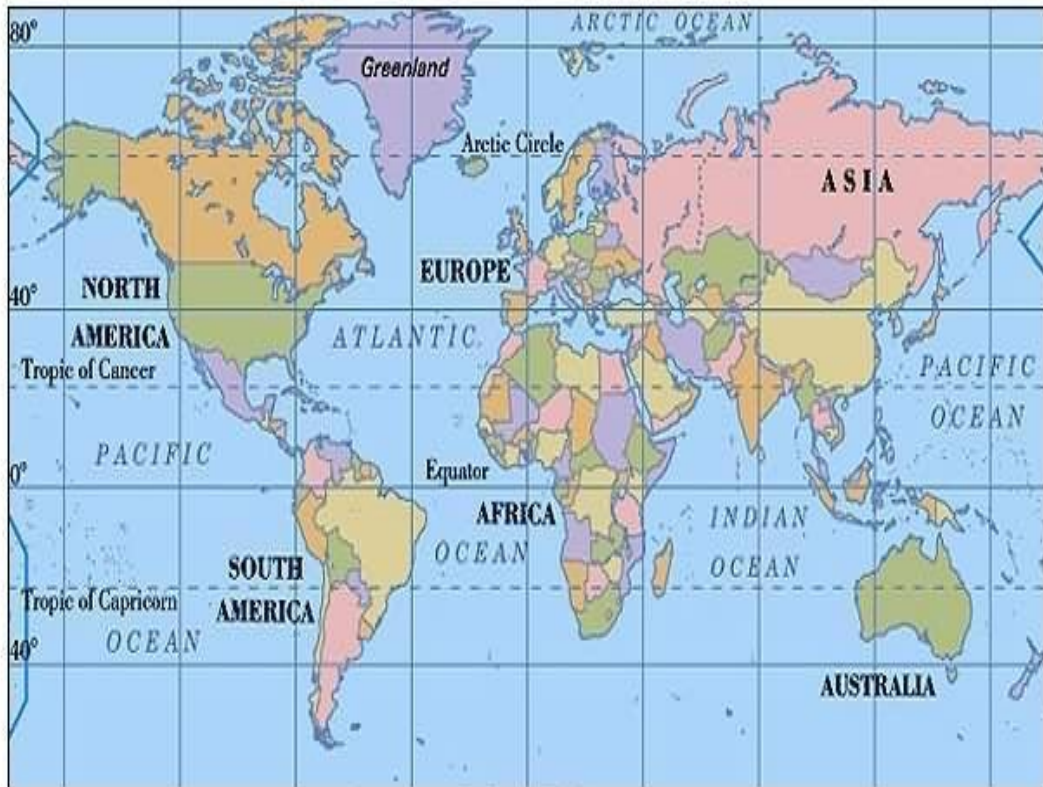 ARCTIC OCEAN
80°
Greenland
Arctic Circle
ASIA
EUROPE
NORTH
40°
AMERICA
ATLANTIC
Tropic of Cancer
PACIFIC
OCEAN
PACIFIC
Equator
0°
AFRICA
INDIAN
OCEAN
OCEAN
SOUTH
Tropic of Capricorn
AMERICA
OCEAN
40°
AUSTRALIA